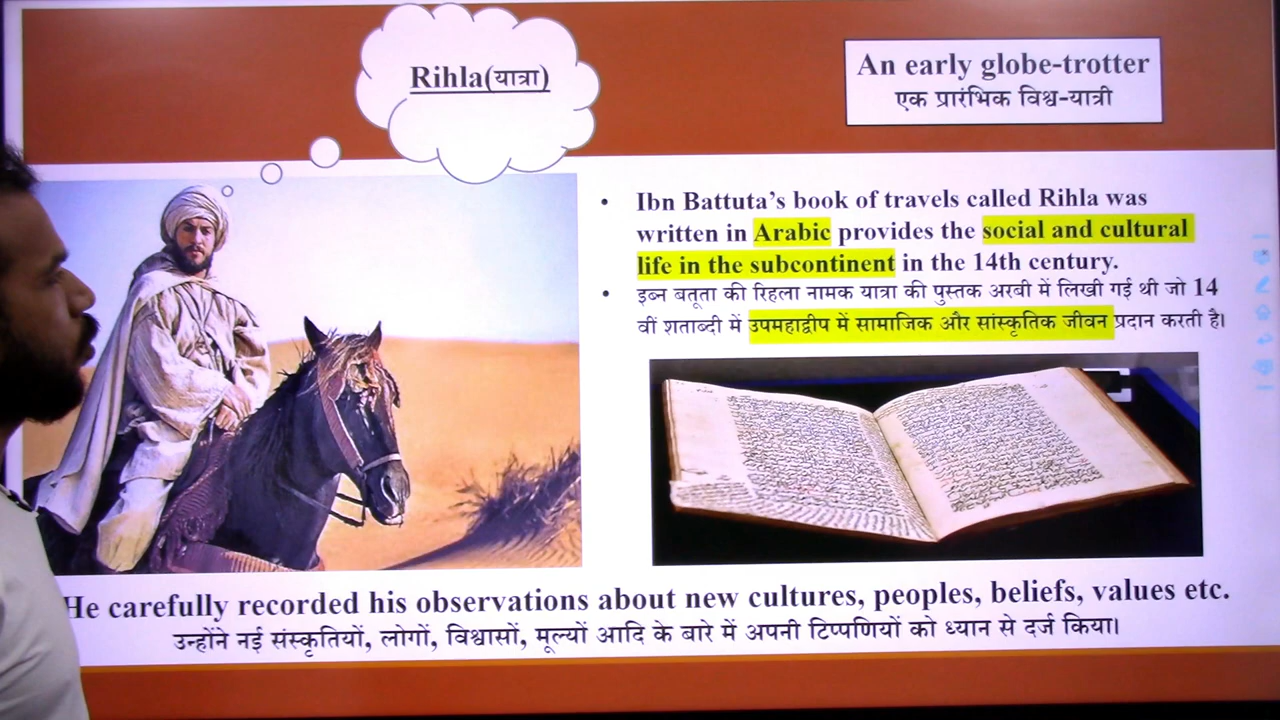 Rihla(यात्रा)
An early globe-trotter
एक प्रारंभिक विश्व-यात्री
• Ibn Battuta’s book of travels called Rihla was
written in Arabic provides the social and cultural
life in the subcontinent in the 14th century.
• इब्न बतूता की रिहला नामक यात्रा की पुस्तक अरबी में लिखी गई थी जो 14
वीं शताब्दी में उपमहाद्वीप में सामाजिक और सांस्कृतिक जीवन प्रदान करती है।
He carefully recorded his observations about new cultures, peoples, beliefs, values etc.
उन्होंने नई संस्कृतियों, लोगों, विश्वासों, मूल्यों आदि के बारे में अपनी टिप्पणियों को ध्यान से दर्ज किया।